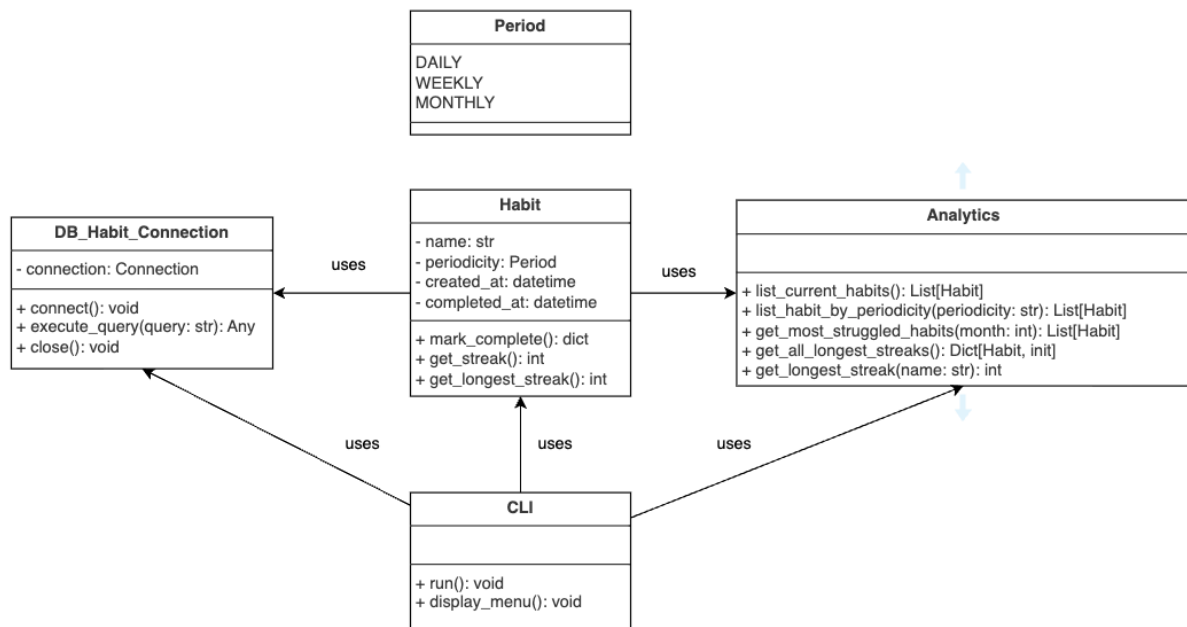 Period
DAILY
WEEKLY
MONTHLY
DB_Habit_Connection
- connection: Connection
+ connect(): void
+ execute_query(query: str): Any
+ close(): void
uses
Habit
- name: str
- periodicity: Period
- created_at: datetime
- completed_at: datetime
+ mark_complete(): dict
+ get_streak(): int
+ get_longest_streak(): int
uses
Analytics
+ list_current_habits(): List[Habit]
+ list_habit_by_periodicity(periodicity: str): List[Habit]
+ get_most_struggled_habits(month: int): List[Habit]
+ get_all_longest_streaks(): Dict[Habit, init]
+ get_longest_streak(name: str): int
uses
uses
uses
CLI
+ run(): void
+ display_menu(): void